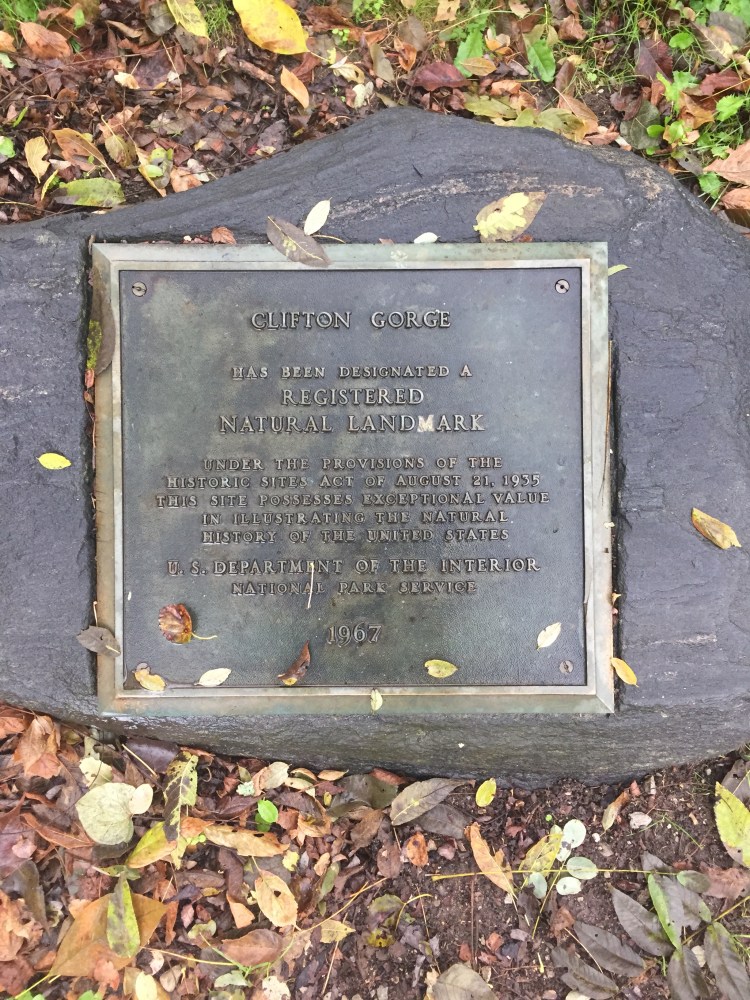 CLIFTON GORGE
HAS BEEN DESIGNATED A
REGISTERED
NATURAL LANDMARK
UNDER THE PROVISIONS OF THE
HISTORIC SITES ACT OF AUGUST 21, 1935
THIS SITE POSSESSES EXCEPTIONAL VALUE
IN ILLUSTRATING THE NATURAL
HISTORY OF THE UNITED STATES
U. S. DEPARTMENT OF THE INTERIOR
NATIONAL PARK SERVICE
1967